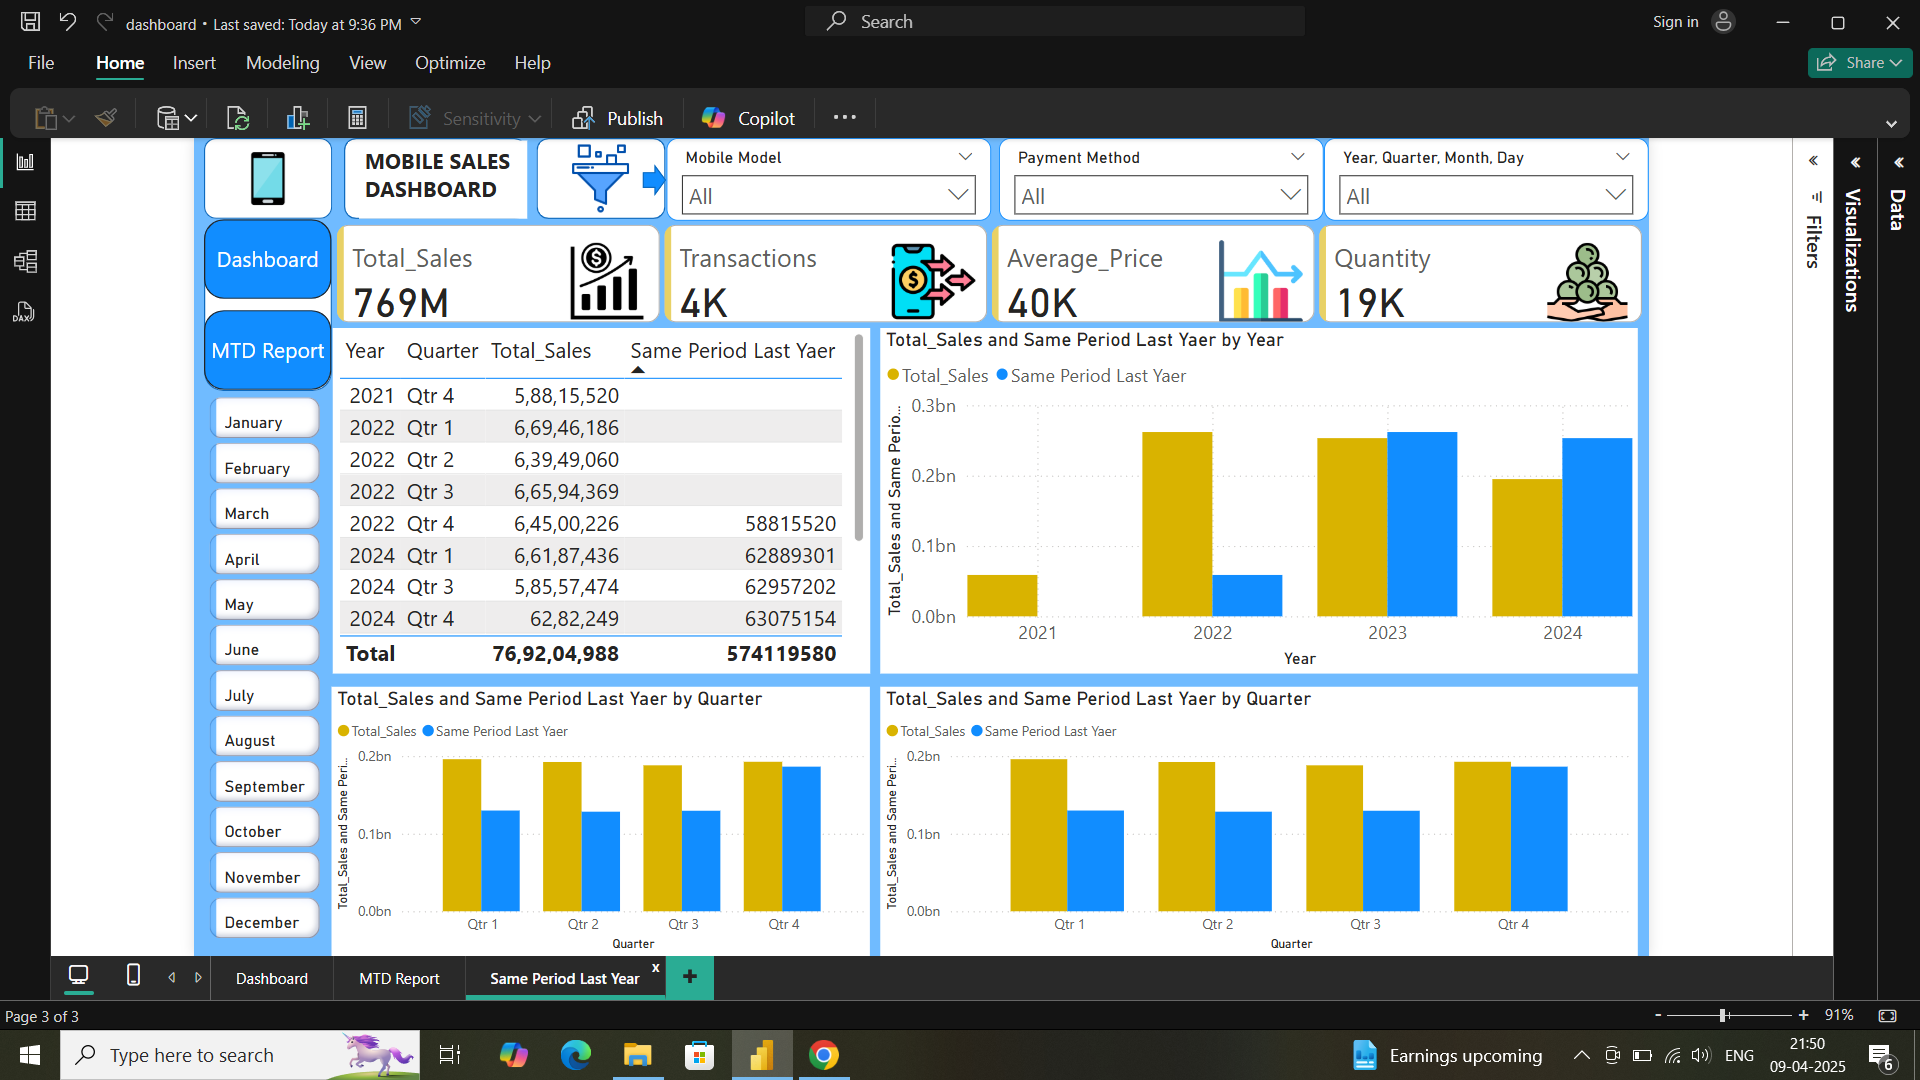 dashboard • Last saved: Today at 9:36 PM
Search
Sign in
File Home Insert Modeling View Optimize Help
Share
Sensitivity
Publish
Copilot
MOBILE SALES
DASHBOARD
Mobile Model
All
Payment Method
All
Year, Quarter, Month, Day
All
Dashboard
MTD Report
Total_Sales
769M
Transactions
4K
Average_Price
40K
Quantity
19K
January
February
March
April
May
June
July
August
September
October
November
December
Year Quarter Total_Sales Same Period Last Yaer
2021 Qtr 4 5,88,15,520
2022 Qtr 1 6,69,46,186
2022 Qtr 2 6,39,49,060
2022 Qtr 3 6,65,94,369
2022 Qtr 4 6,45,00,226 58815520
2024 Qtr 1 6,61,87,436 62889301
2024 Qtr 3 5,85,57,474 62957202
2024 Qtr 4 62,82,249 63075154
Total 76,92,04,988 574119580
Total_Sales and Same Period Last Yaer by Year
Total_Sales Same Period Last Yaer
Total_Sales and Same Perio...
0.3bn
0.2bn
0.1bn
0.0bn
2021 2022 2023 2024
Year
Total_Sales and Same Period Last Yaer by Quarter
Total_Sales Same Period Last Yaer
Total_Sales and Same Peri...
0.2bn
0.1bn
0.0bn
Qtr 1 Qtr 2 Qtr 3 Qtr 4
Quarter
Total_Sales and Same Period Last Yaer by Quarter
Total_Sales Same Period Last Yaer
Total_Sales and Same Peri...
0.2bn
0.1bn
0.0bn
Qtr 1 Qtr 2 Qtr 3 Qtr 4
Quarter
Filters
Visualizations
Data
DAX
Dashboard MTD Report Same Period Last Year x +
Page 3 of 3
- + 91%
Type here to search
Earnings upcoming
ENG
21:50
09-04-2025
6